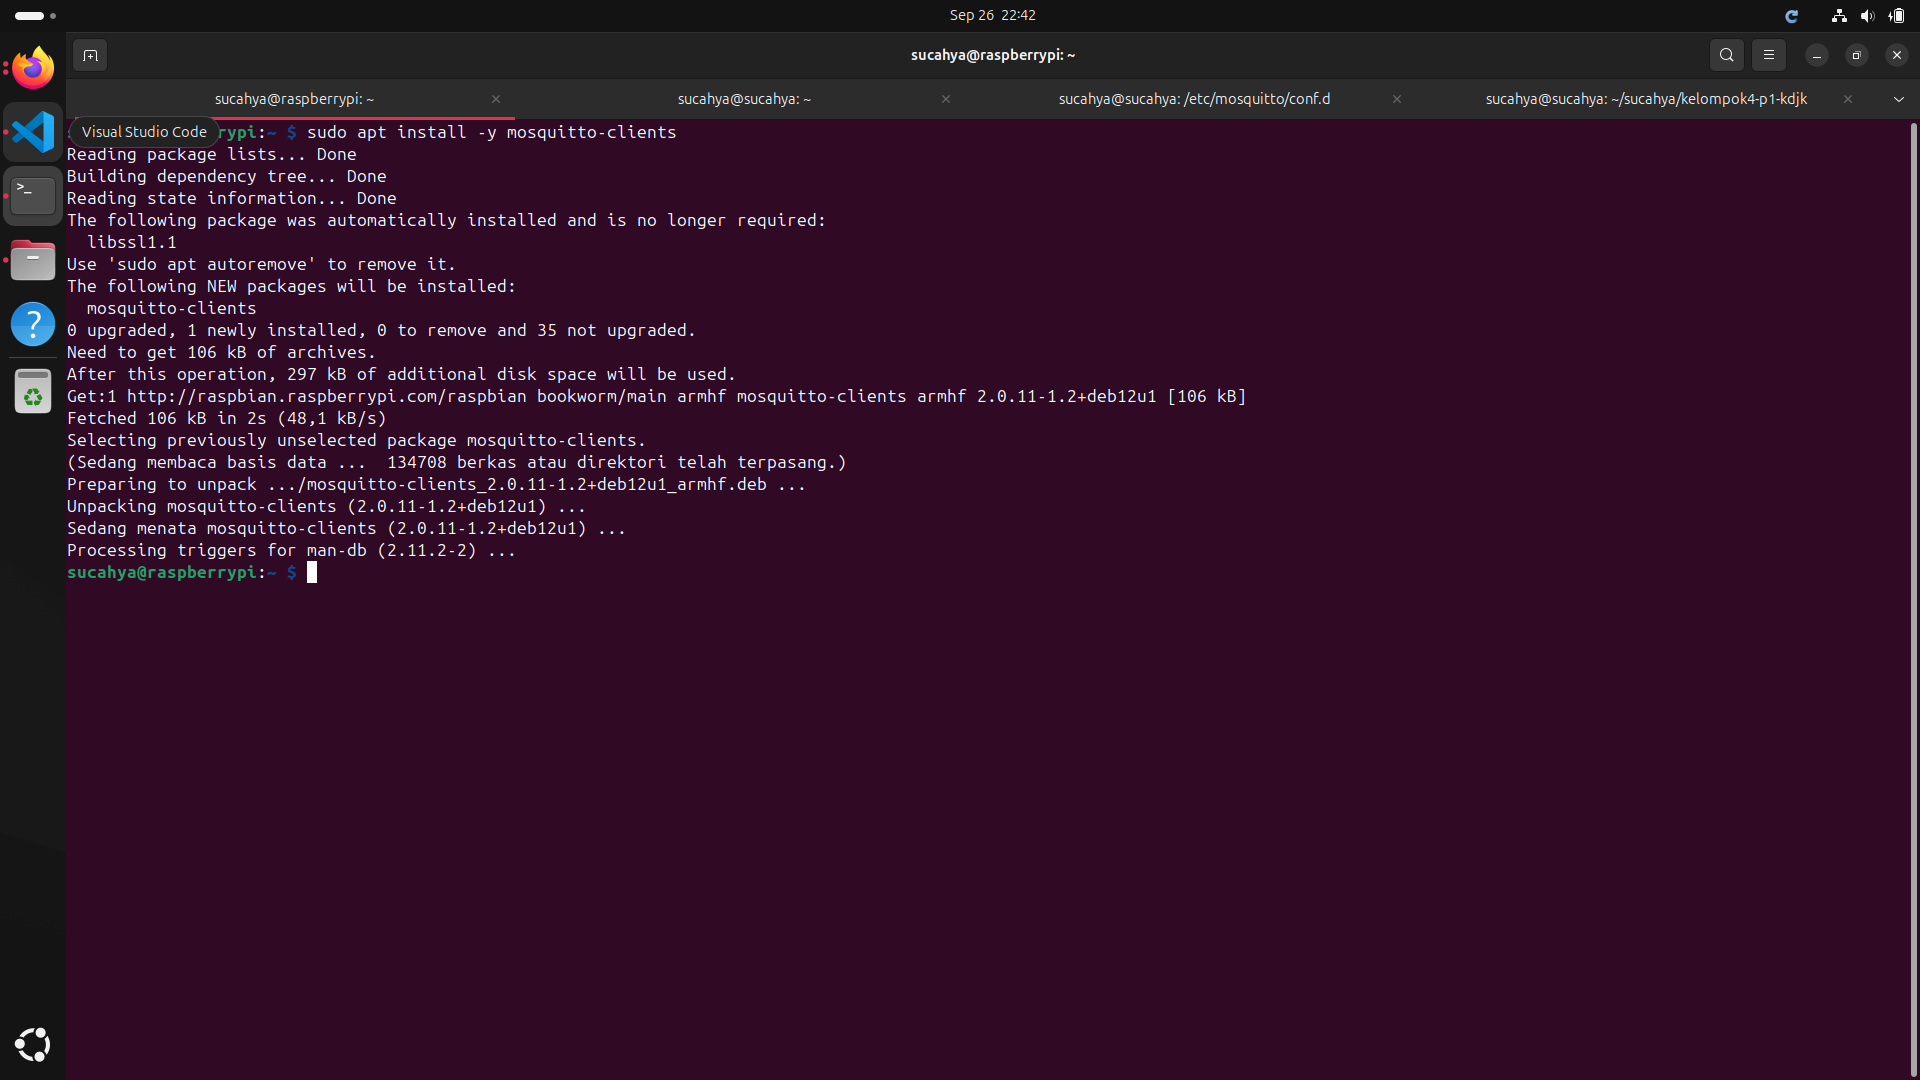 Sep 26 22:42
sucahya@raspberrypi: ~
sucahya@raspberrypi: ~
sucahya@sucahya: ~
sucahya@sucahya: /etc/mosquitto/conf.d
sucahya@sucahya: ~/sucahya/kelompok4-p1-kdjk
Visual Studio Code
rypi:~ $ sudo apt install -y mosquitto-clients
Reading package lists... Done
Building dependency tree... Done
Reading state information... Done
The following package was automatically installed and is no longer required:
libssl1.1
Use 'sudo apt autoremove' to remove it.
The following NEW packages will be installed:
mosquitto-clients
0 upgraded, 1 newly installed, 0 to remove and 35 not upgraded.
Need to get 106 kB of archives.
After this operation, 297 kB of additional disk space will be used.
Get:1 http://raspbian.raspberrypi.com/raspbian bookworm/main armhf mosquitto-clients armhf 2.0.11-1.2+deb12u1 [106 kB]
Fetched 106 kB in 2s (48,1 kB/s)
Selecting previously unselected package mosquitto-clients.
(Sedang membaca basis data ...  134708 berkas atau direktori telah terpasang.)
Preparing to unpack .../mosquitto-clients_2.0.11-1.2+deb12u1_armhf.deb ...
Unpacking mosquitto-clients (2.0.11-1.2+deb12u1) ...
Sedang menata mosquitto-clients (2.0.11-1.2+deb12u1) ...
Processing triggers for man-db (2.11.2-2) ...
sucahya@raspberrypi:~ $